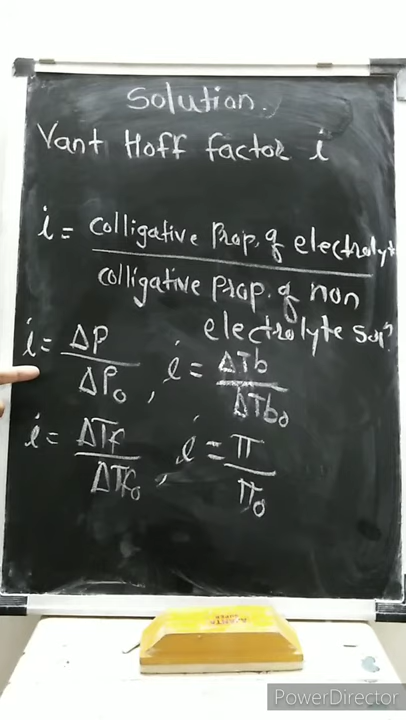 Solution.
Vant Hoff factor i
i = colligative prop. of electrolyte
colligative prop. of non
electrolyte soln
i = ΔP / ΔP₀ , i = ΔTb / ΔTb₀
i = ΔTf / ΔTf₀ , i = π / π₀
PowerDirector